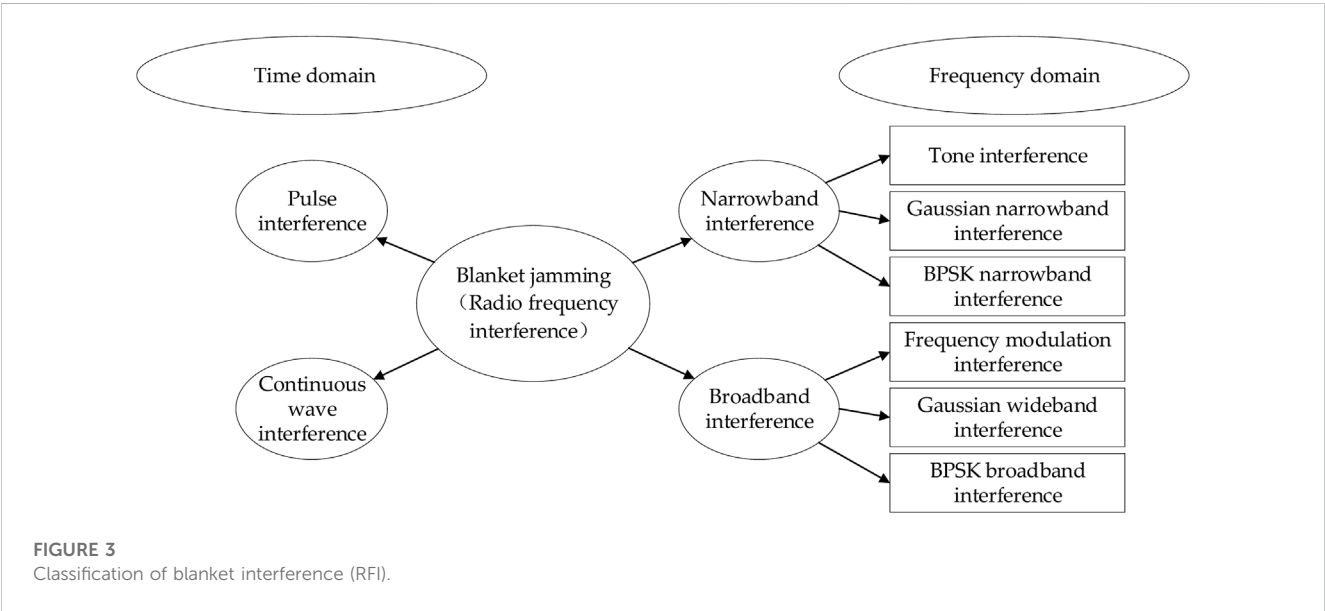 Time domain
Frequency domain
Pulse
interference
Continuous
wave
interference
Blanket jamming
（Radio frequency
interference）
Narrowband
interference
Broadband
interference
Tone interference
Gaussian narrowband
interference
BPSK narrowband
interference
Frequency modulation
interference
Gaussian wideband
interference
BPSK broadband
interference
FIGURE 3
Classification of blanket interference (RFI).